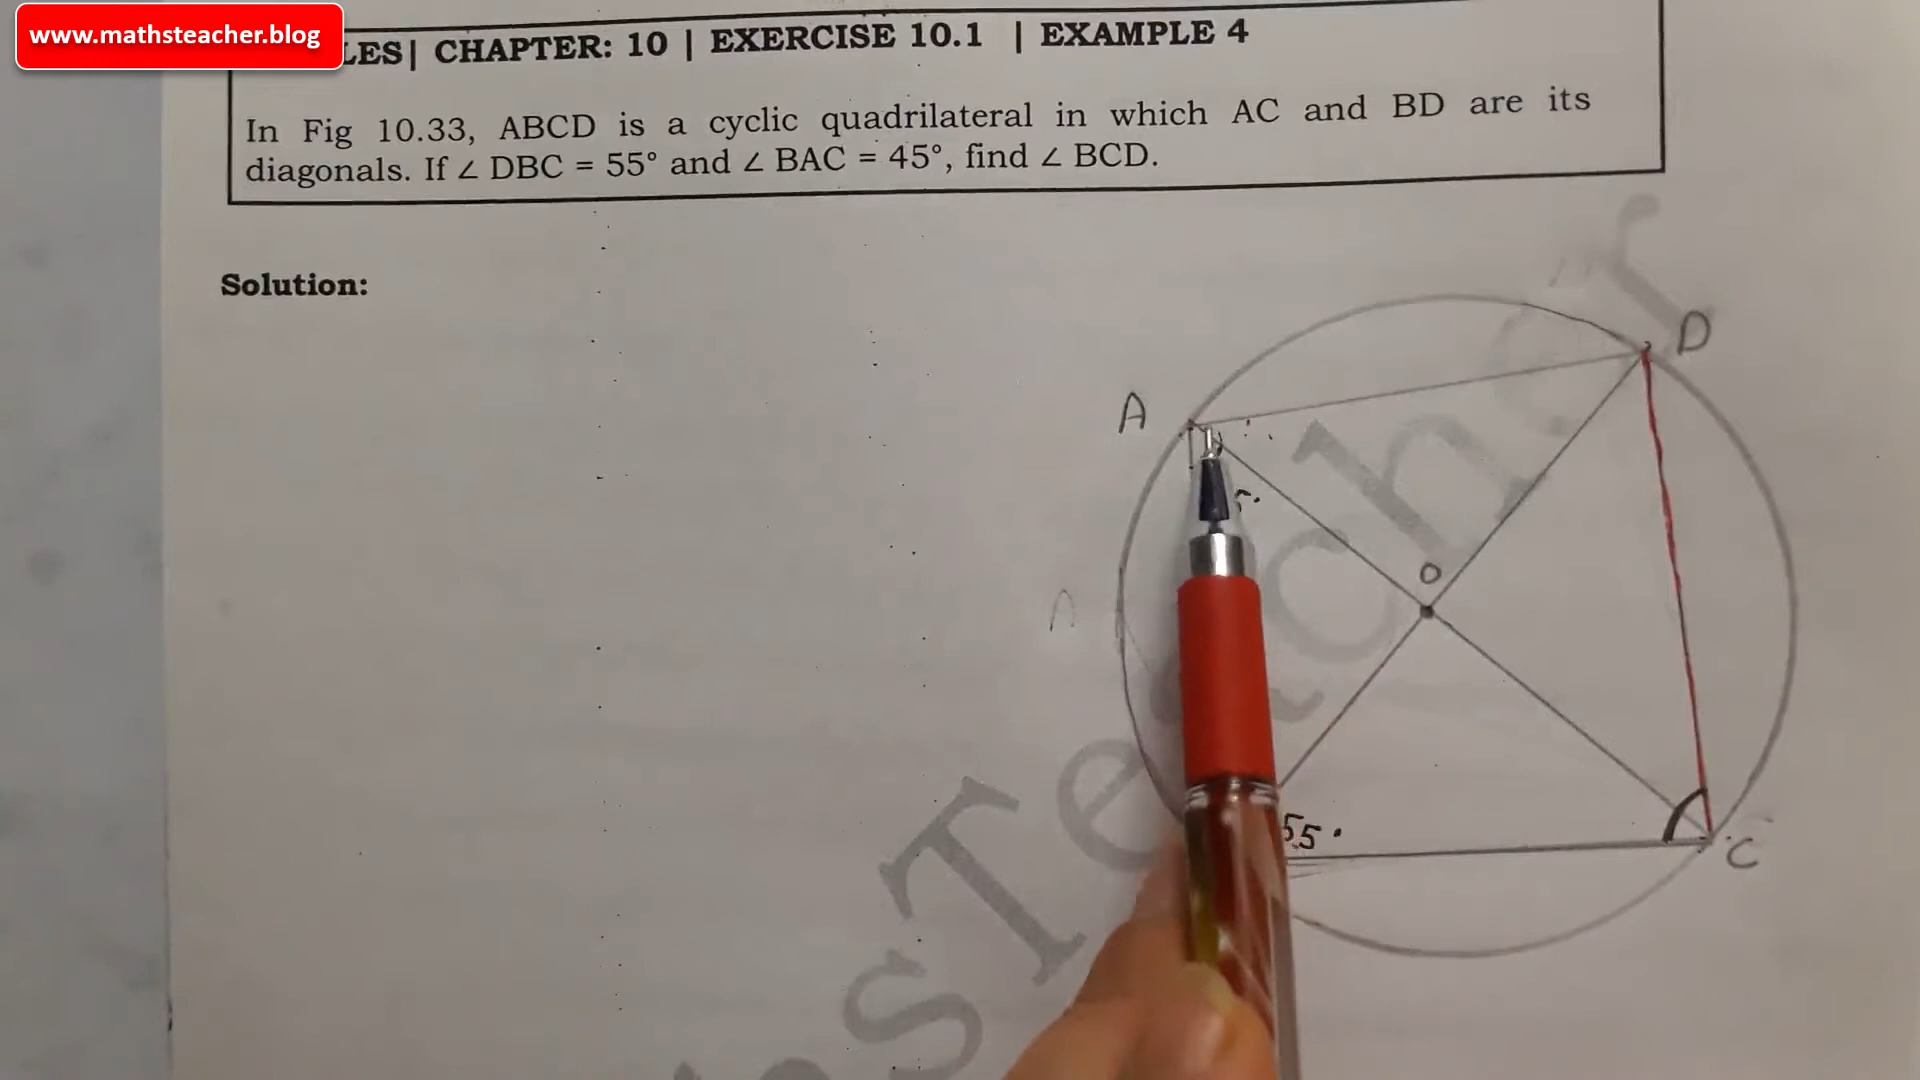 www.mathsteacher.blog
LES| CHAPTER: 10 | EXERCISE 10.1 | EXAMPLE 4
In Fig 10.33, ABCD is a cyclic quadrilateral in which AC and BD are its
diagonals. If ∠ DBC = 55° and ∠ BAC = 45°, find ∠ BCD.
Solution:
D
A
5°
O
55°
C